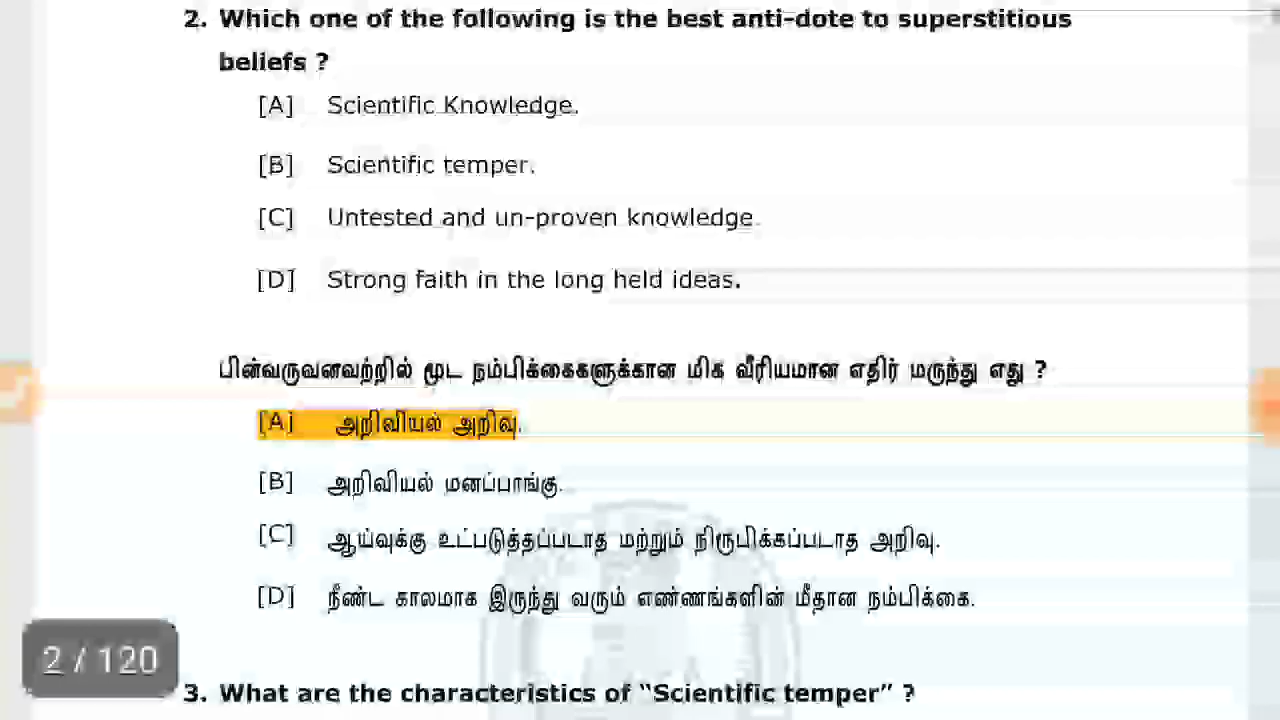 2. Which one of the following is the best anti-dote to superstitious
beliefs ?
[A] Scientific Knowledge.
[B] Scientific temper.
[C] Untested and un-proven knowledge.
[D] Strong faith in the long held ideas.
பின்வருவனவற்றில் மூட நம்பிக்கைகளுக்கான மிக வீரியமான எதிர் மருந்து எது ?
[A] அறிவியல் அறிவு.
[B] அறிவியல் மனப்பாங்கு.
[C] ஆய்வுக்கு உட்படுத்தப்படாத மற்றும் நிரூபிக்கப்படாத அறிவு.
[D] நீண்ட காலமாக இருந்து வரும் எண்ணங்களின் மீதான நம்பிக்கை.
2 / 120
3. What are the characteristics of “Scientific temper” ?